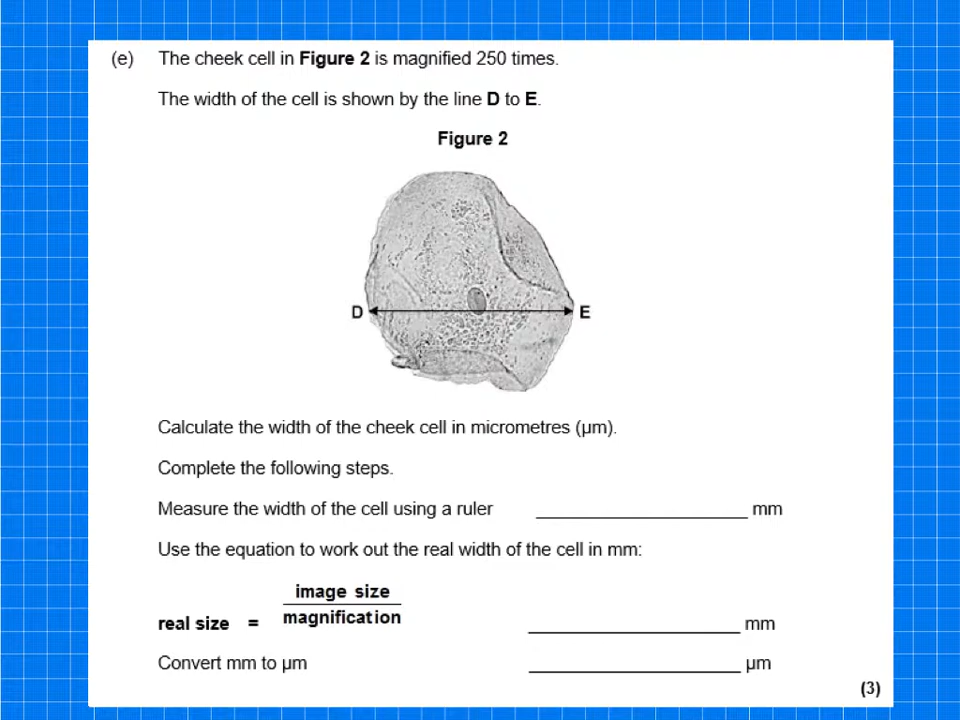 (e) The cheek cell in Figure 2 is magnified 250 times.
The width of the cell is shown by the line D to E.
Figure 2
D E
Calculate the width of the cheek cell in micrometres (µm).
Complete the following steps.
Measure the width of the cell using a ruler ____________________ mm
Use the equation to work out the real width of the cell in mm:
image size
real size = magnification ____________________ mm
Convert mm to µm ____________________ µm
(3)